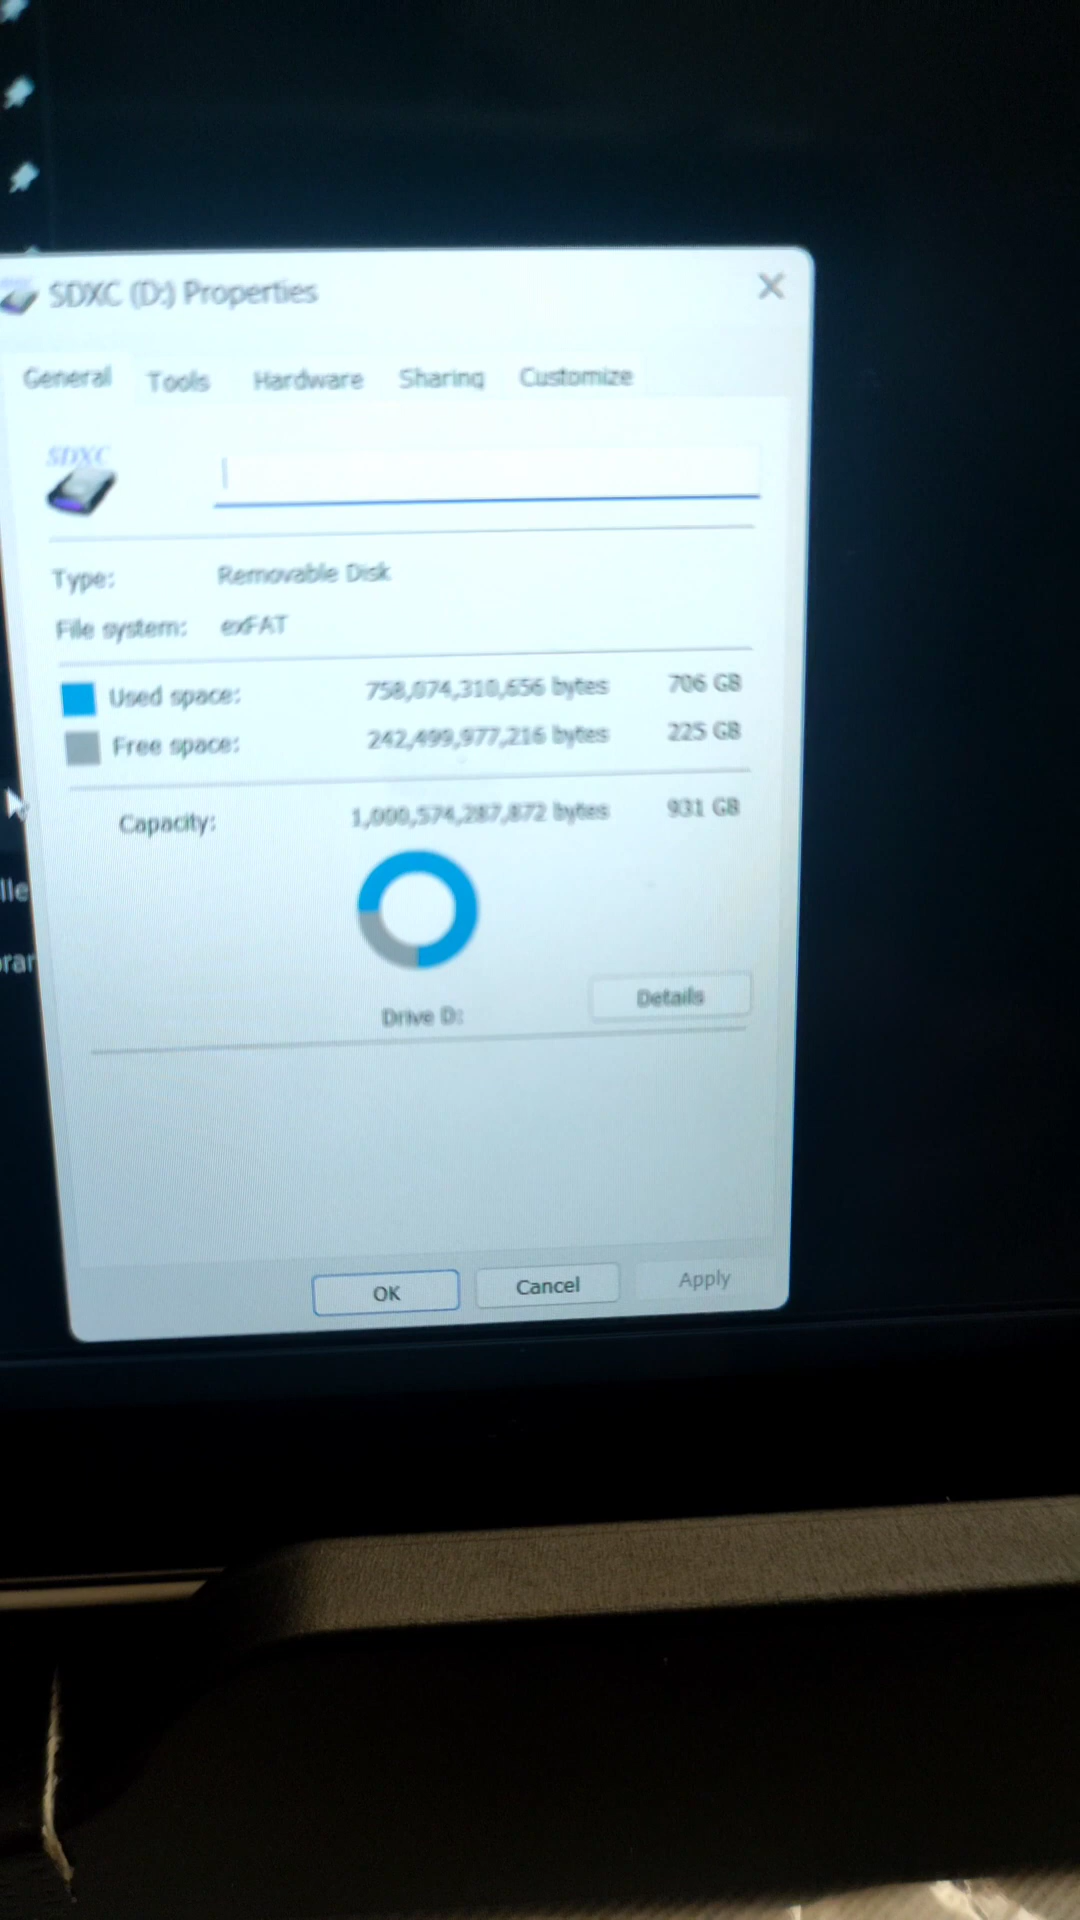 SDXC (D:) Properties
General Tools Hardware Sharing Customize
SDXC
Type: Removable Disk
File system: exFAT
Used space: 758,074,310,656 bytes 706 GB
Free space: 242,499,977,216 bytes 225 GB
Capacity: 1,000,574,287,872 bytes 931 GB
lle
rar
Drive D:
Details
OK Cancel Apply